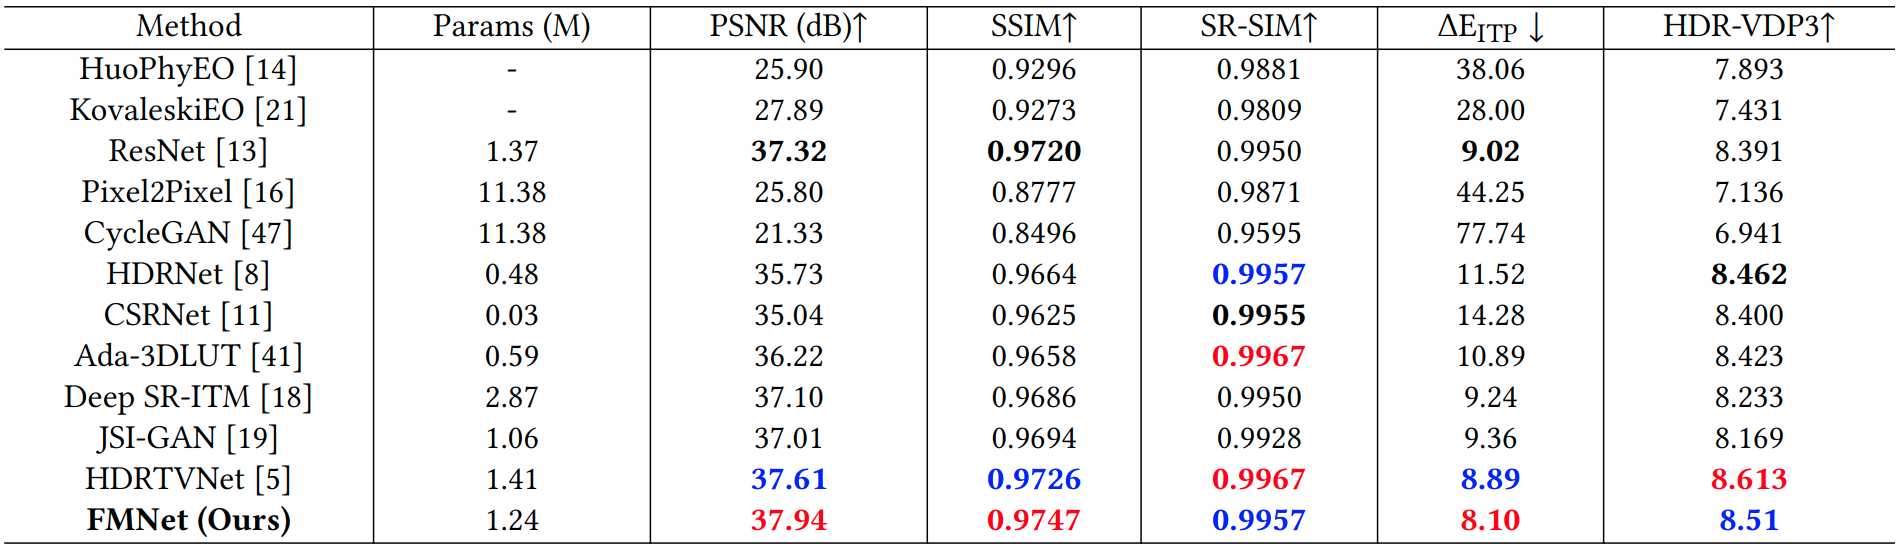 Method Params (M) PSNR (dB)↑ SSIM↑ SR-SIM↑ ΔE_ITP ↓ HDR-VDP3↑
HuoPhyEO [14] - 25.90 0.9296 0.9881 38.06 7.893
KovaleskiEO [21] - 27.89 0.9273 0.9809 28.00 7.431
ResNet [13] 1.37 37.32 0.9720 0.9950 9.02 8.391
Pixel2Pixel [16] 11.38 25.80 0.8777 0.9871 44.25 7.136
CycleGAN [47] 11.38 21.33 0.8496 0.9595 77.74 6.941
HDRNet [8] 0.48 35.73 0.9664 0.9957 11.52 8.462
CSRNet [11] 0.03 35.04 0.9625 0.9955 14.28 8.400
Ada-3DLUT [41] 0.59 36.22 0.9658 0.9967 10.89 8.423
Deep SR-ITM [18] 2.87 37.10 0.9686 0.9950 9.24 8.233
JSI-GAN [19] 1.06 37.01 0.9694 0.9928 9.36 8.169
HDRTVNet [5] 1.41 37.61 0.9726 0.9967 8.89 8.613
FMNet (Ours) 1.24 37.94 0.9747 0.9957 8.10 8.51